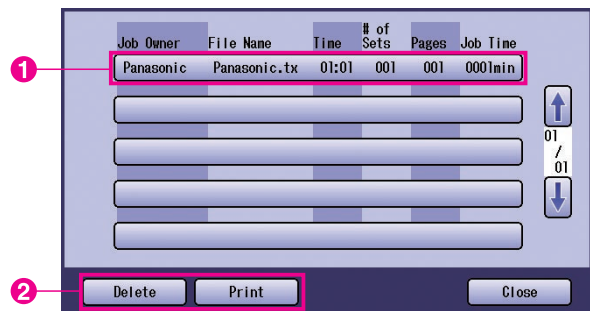 Job Owner File Name Time # of Sets Pages Job Time
1 Panasonic Panasonic.tx 01:01 001 001 0001min
01
/
01
2 Delete Print Close